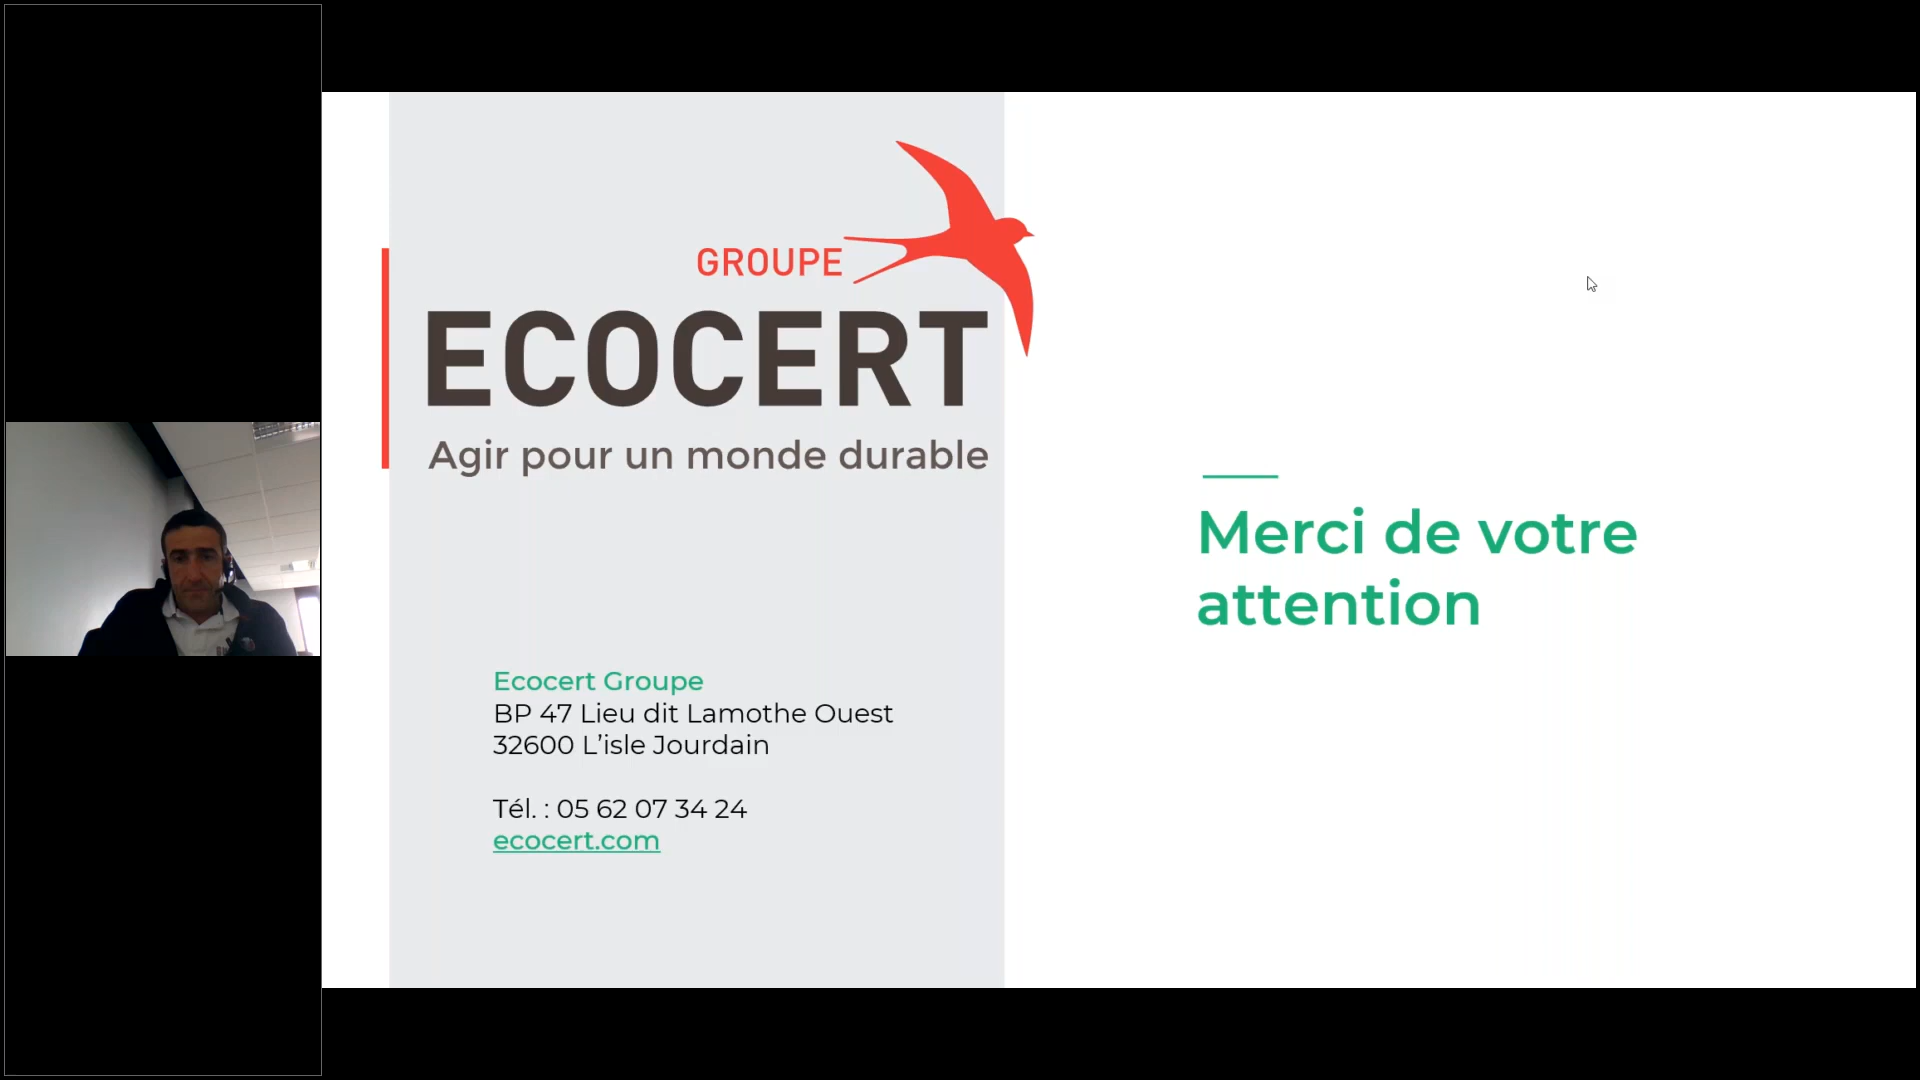 GROUPE
ECOCERT
Agir pour un monde durable
Merci de votre
attention
Ecocert Groupe
BP 47 Lieu dit Lamothe Ouest
32600 L’isle Jourdain
Tél. : 05 62 07 34 24
ecocert.com